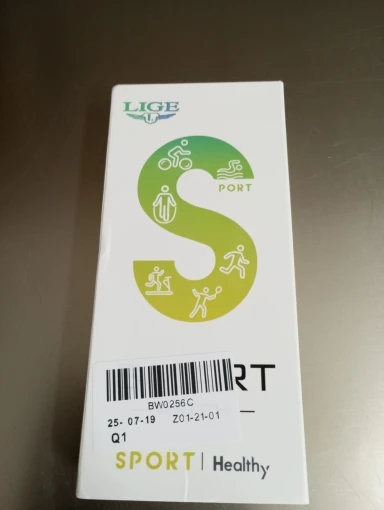 LIGE
L
S
PORT
RT
BW0256C
25- 07-19 Z01-21-01
Q1
SPORT | Healthy